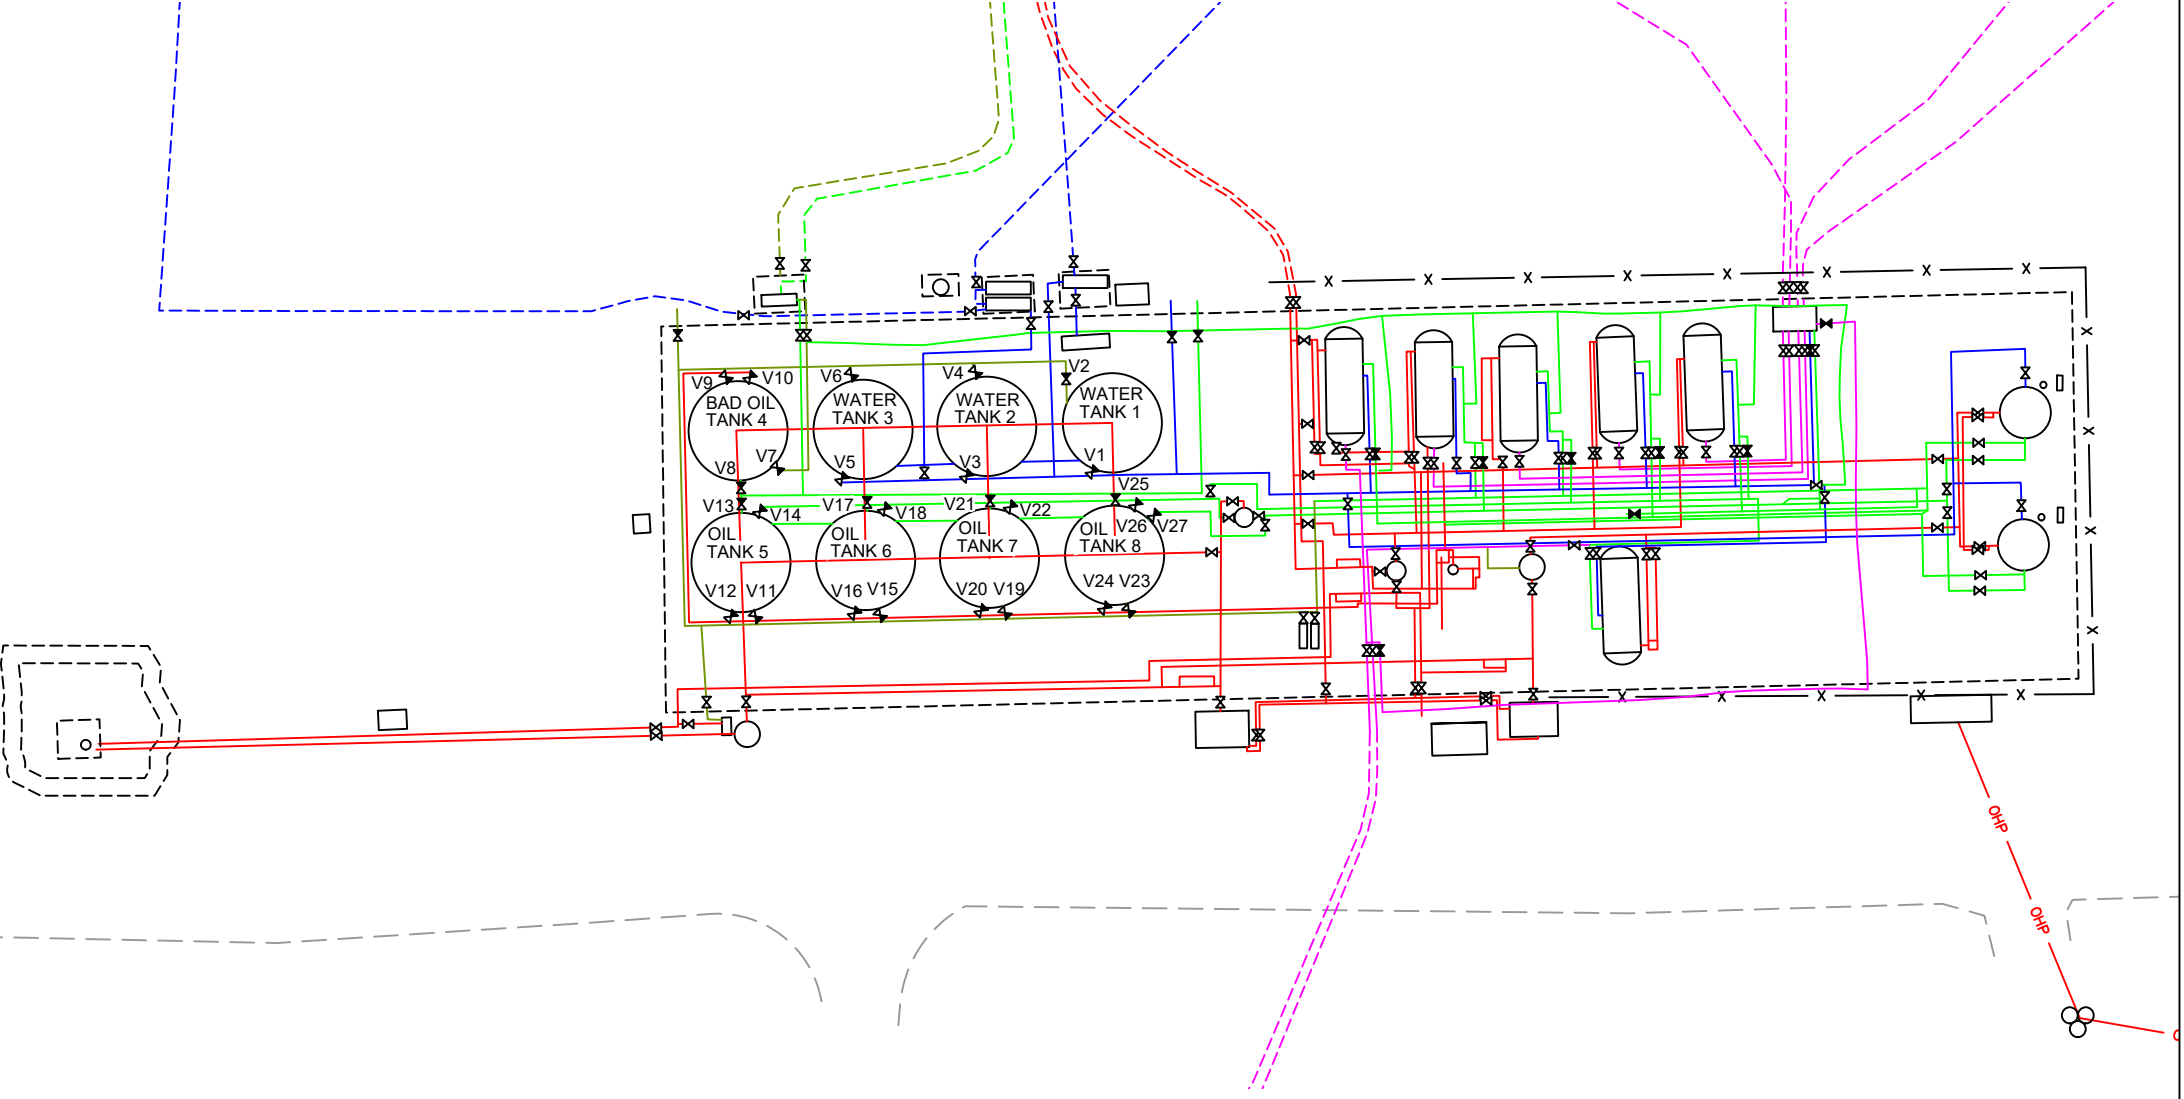 V2
V9
V10
V6
V4
BAD OIL
TANK 4
WATER
TANK 3
WATER
TANK 2
WATER
TANK 1
V8
V7
V5
V3
V1
V25
V13
V14
V17
V18
V21
V22
V26
V27
OIL
TANK 5
OIL
TANK 6
OIL
TANK 7
OIL
TANK 8
V12
V11
V16
V15
V20
V19
V24
V23
X X X X X X X X
X
X
X
X
X X X X X
OHP
OHP